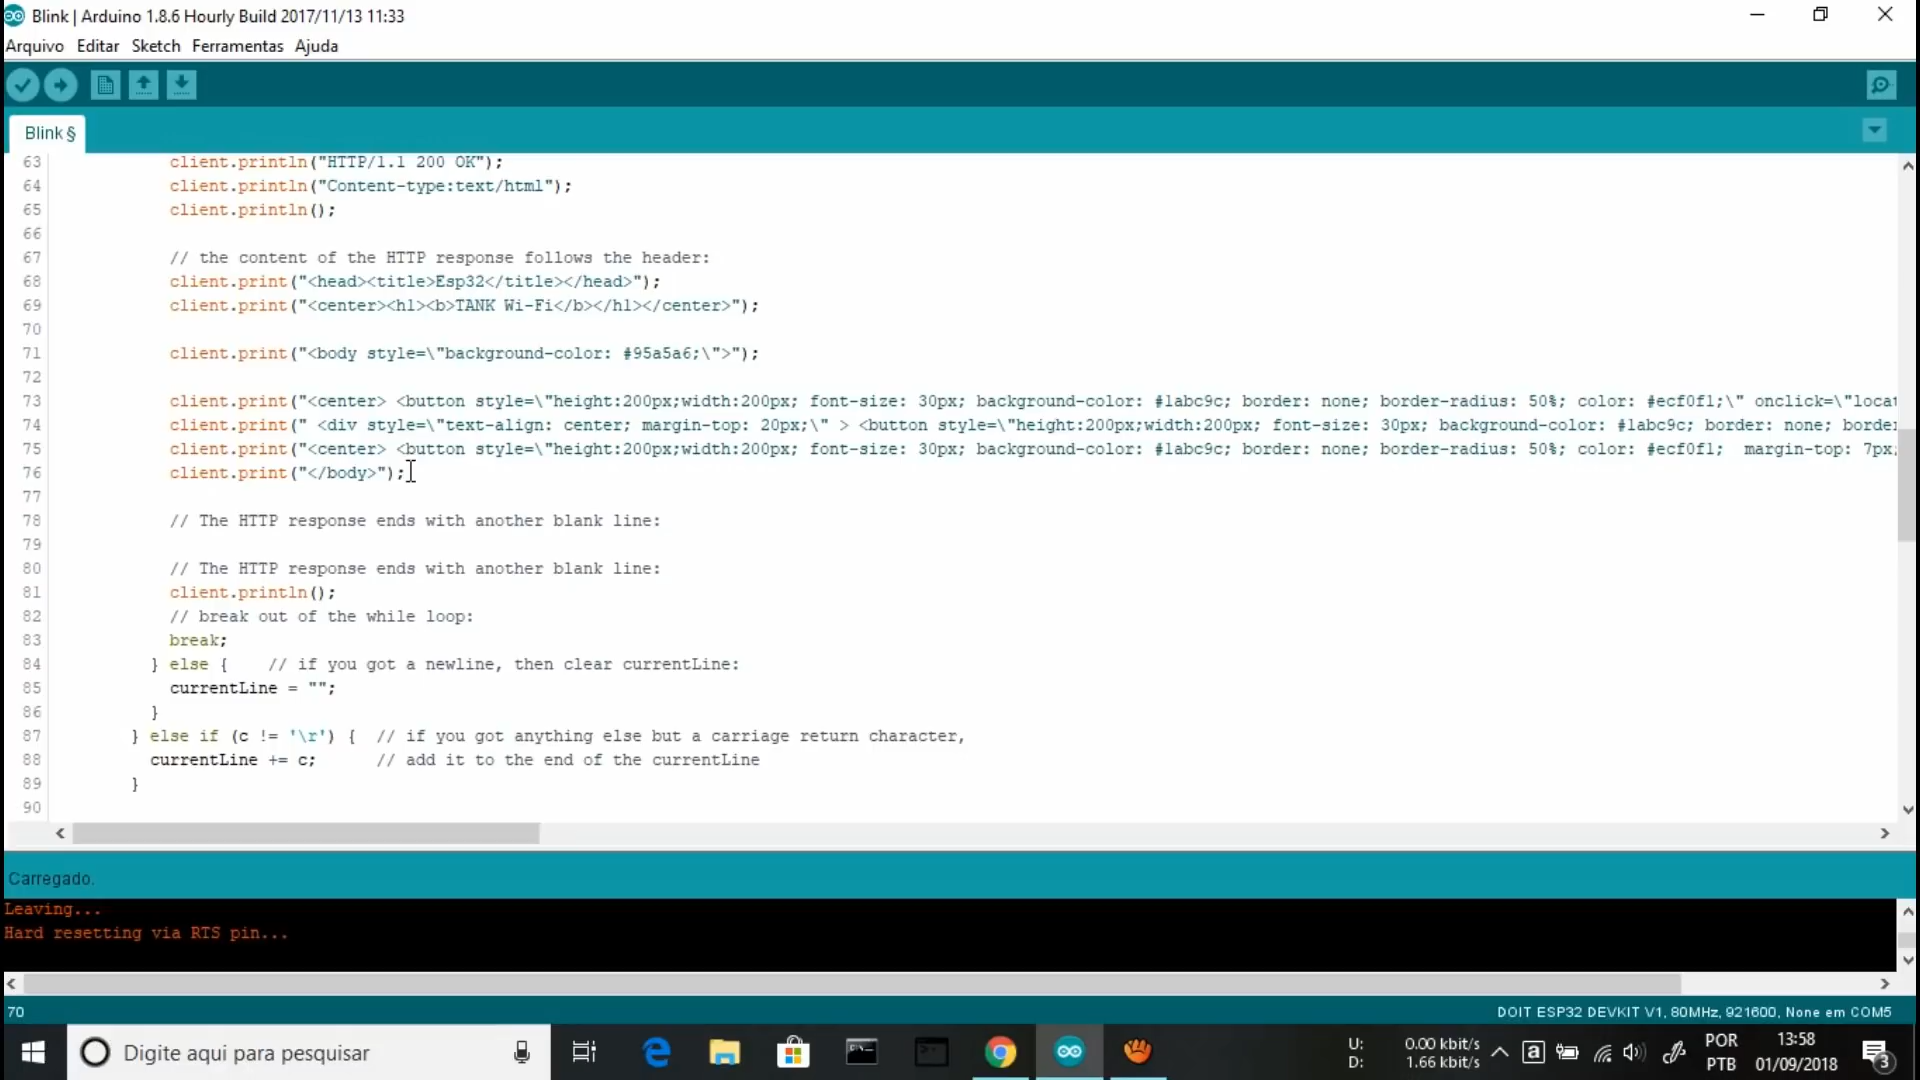 Blink | Arduino 1.8.6 Hourly Build 2017/11/13 11:33
Arquivo Editar Sketch Ferramentas Ajuda
Blink §
63 client.println("HTTP/1.1 200 OK");
64 client.println("Content-type:text/html");
65 client.println();
66
67 // the content of the HTTP response follows the header:
68 client.print("<head><title>Esp32</title></head>");
69 client.print("<center><h1><b>TANK Wi-Fi</b></h1></center>");
70
71 client.print("<body style=\"background-color: #95a5a6;\">");
72
73 client.print("<center> <button style=\"height:200px;width:200px; font-size: 30px; background-color: #1abc9c; border: none; border-radius: 50%; color: #ecf0f1;\" onclick=\"locat
74 client.print(" <div style=\"text-align: center; margin-top: 20px;\" > <button style=\"height:200px;width:200px; font-size: 30px; background-color: #1abc9c; border: none; borde
75 client.print("<center> <button style=\"height:200px;width:200px; font-size: 30px; background-color: #1abc9c; border: none; border-radius: 50%; color: #ecf0f1;  margin-top: 7px;
76 client.print("</body>");
77
78 // The HTTP response ends with another blank line:
79
80 // The HTTP response ends with another blank line:
81 client.println();
82 // break out of the while loop:
83 break;
84 } else {    // if you got a newline, then clear currentLine:
85 currentLine = "";
86 }
87 } else if (c != '\r') {  // if you got anything else but a carriage return character,
88 currentLine += c;      // add it to the end of the currentLine
89 }
90
Carregado.
Leaving...
Hard resetting via RTS pin...
70 DOIT ESP32 DEVKIT V1, 80MHz, 921600, None em COM5
Digite aqui para pesquisar
U: 0.00 kbit/s
D: 1.66 kbit/s
a
POR
PTB
13:58
01/09/2018
3